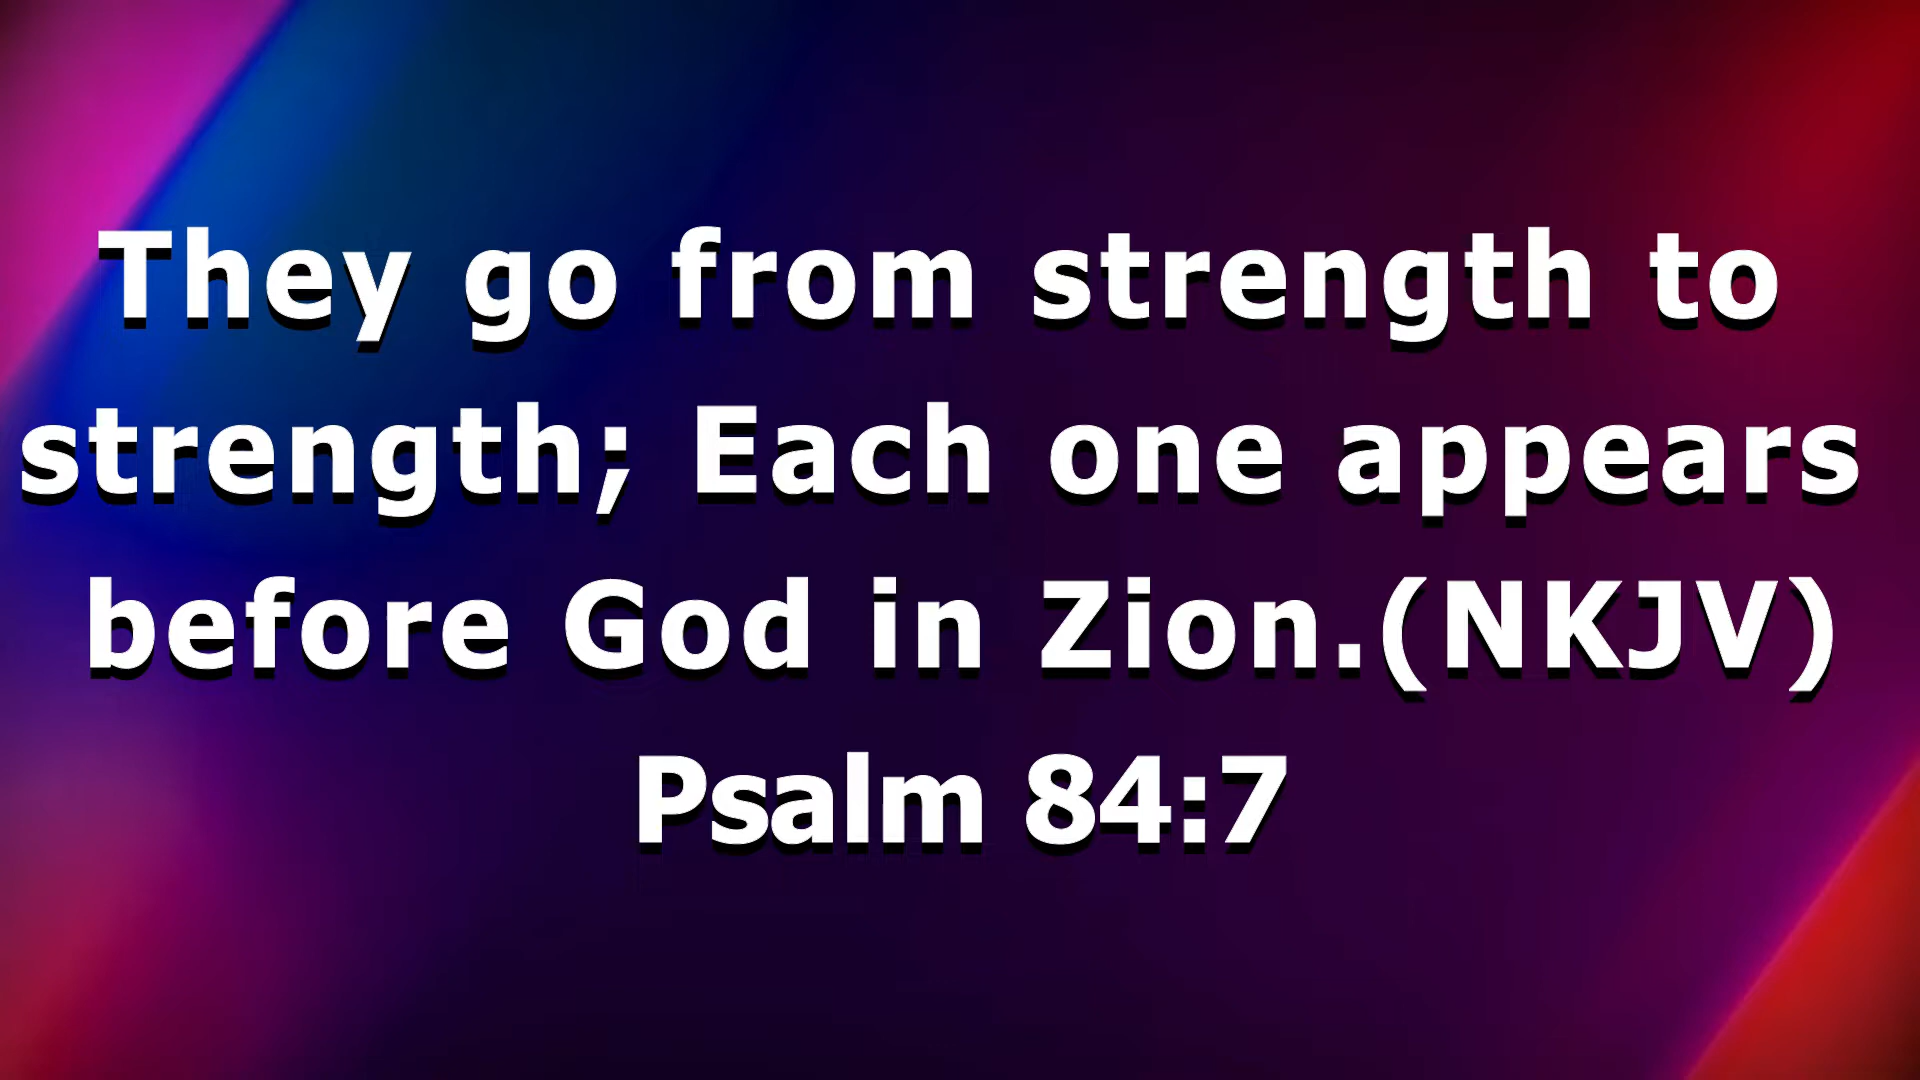 They go from strength to
strength; Each one appears
before God in Zion.(NKJV)
Psalm 84:7